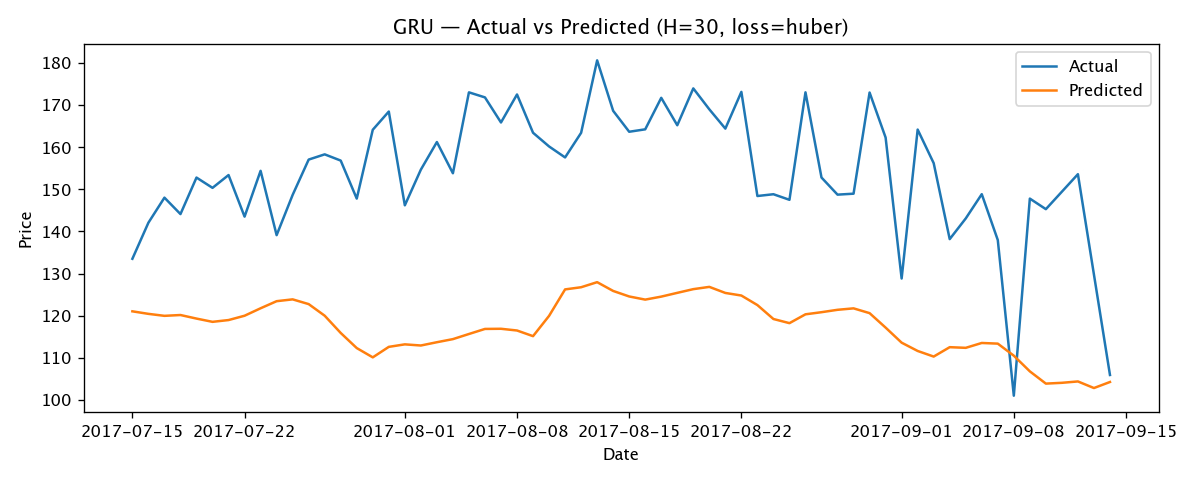 GRU — Actual vs Predicted (H=30, loss=huber)
Actual
Predicted
Price
180
170
160
150
140
130
120
110
100
2017-07-15 2017-07-22 2017-08-01 2017-08-08 2017-08-15 2017-08-22 2017-09-01 2017-09-08 2017-09-15
Date